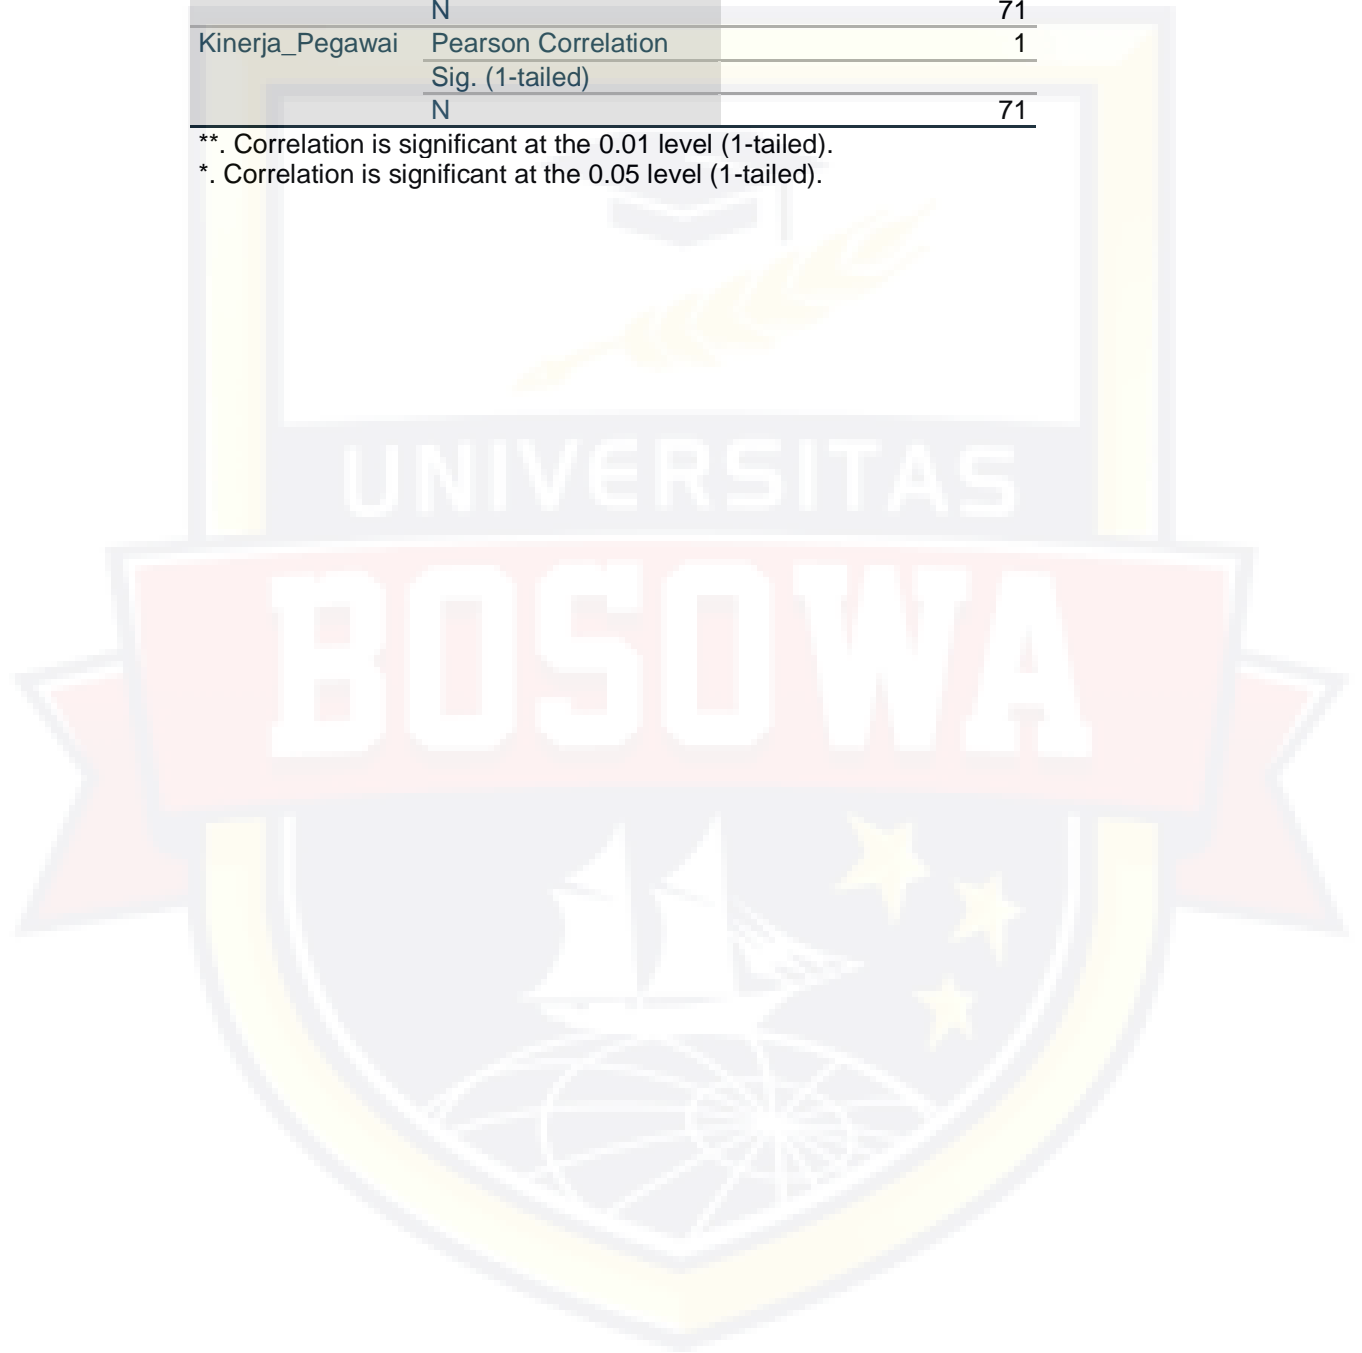 N 71
Kinerja_Pegawai Pearson Correlation 1
Sig. (1-tailed)
N 71
**. Correlation is significant at the 0.01 level (1-tailed).
*. Correlation is significant at the 0.05 level (1-tailed).
UNIVERSITAS
BOSOWA